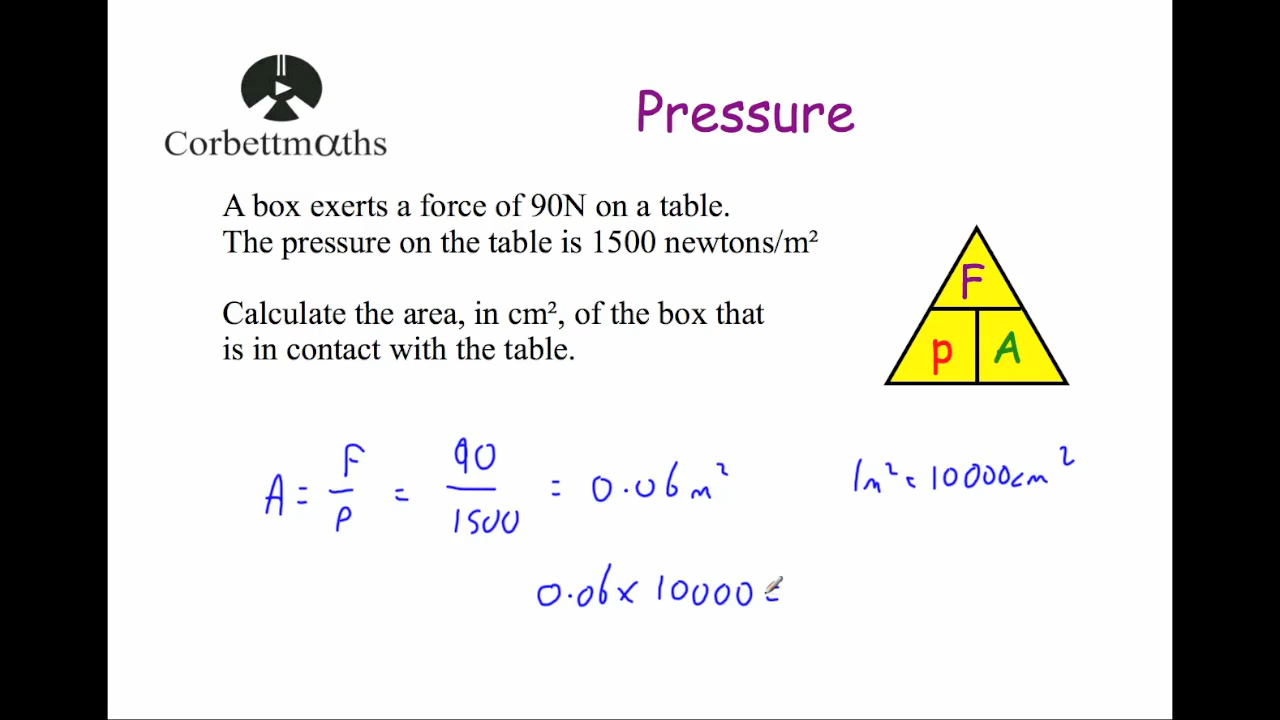 Corbettmαths
Pressure
A box exerts a force of 90N on a table.
The pressure on the table is 1500 newtons/m²
Calculate the area, in cm², of the box that
is in contact with the table.
F
p A
A = F/P = 90/1500 = 0.06m²
1m² = 10000cm²
0.06 x 10000 =